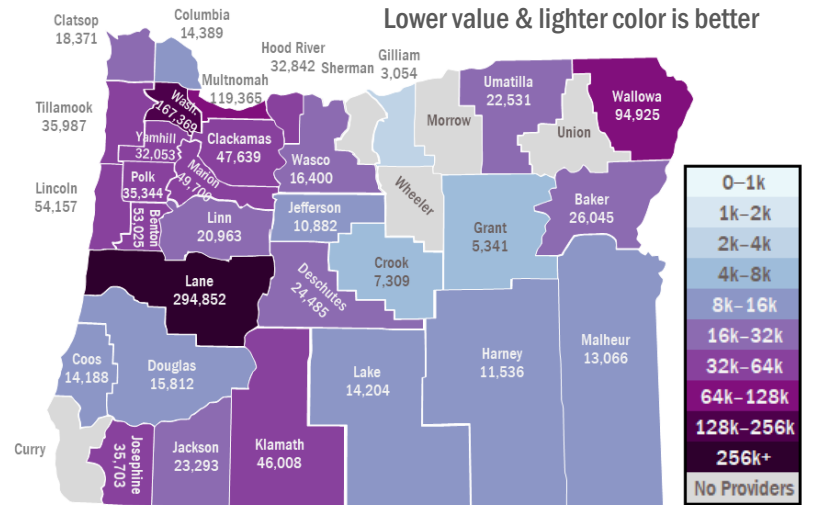 Lower value & lighter color is better
Clatsop
18,371
Columbia
14,389
Hood River
32,842
Sherman
Gilliam
3,054
Multnomah
119,365
Umatilla
22,531
Wallowa
94,925
Morrow
Union
Tillamook
35,987
Wash.
167,369
Yamhill
32,053
Clackamas
47,639
Wasco
16,400
Polk
35,344
Marion
49,700
Wheeler
Lincoln
54,157
Benton
53,025
Linn
20,963
Jefferson
10,882
Grant
5,341
Baker
26,045
Crook
7,309
Deschutes
24,485
Lane
294,852
Coos
14,188
Douglas
15,812
Lake
14,204
Harney
11,536
Malheur
13,066
Curry
Josephine
35,703
Jackson
23,293
Klamath
46,008
0–1k
1k–2k
2k–4k
4k–8k
8k–16k
16k–32k
32k–64k
64k–128k
128k–256k
256k+
No Providers